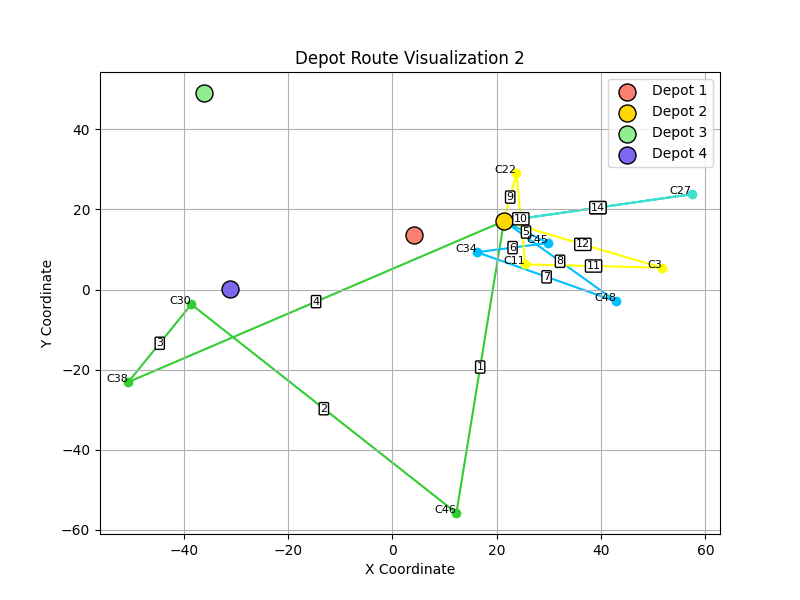 Depot Route Visualization 2
Depot 1
Depot 2
Depot 3
Depot 4
Y Coordinate
40
20
0
−20
−40
−60
C22
9
C27
14
10
5
C45
12
C34
6
C11
8
11
C3
7
C48
C30
4
3
C38
1
2
C46
−40
−20
0
20
40
60
X Coordinate